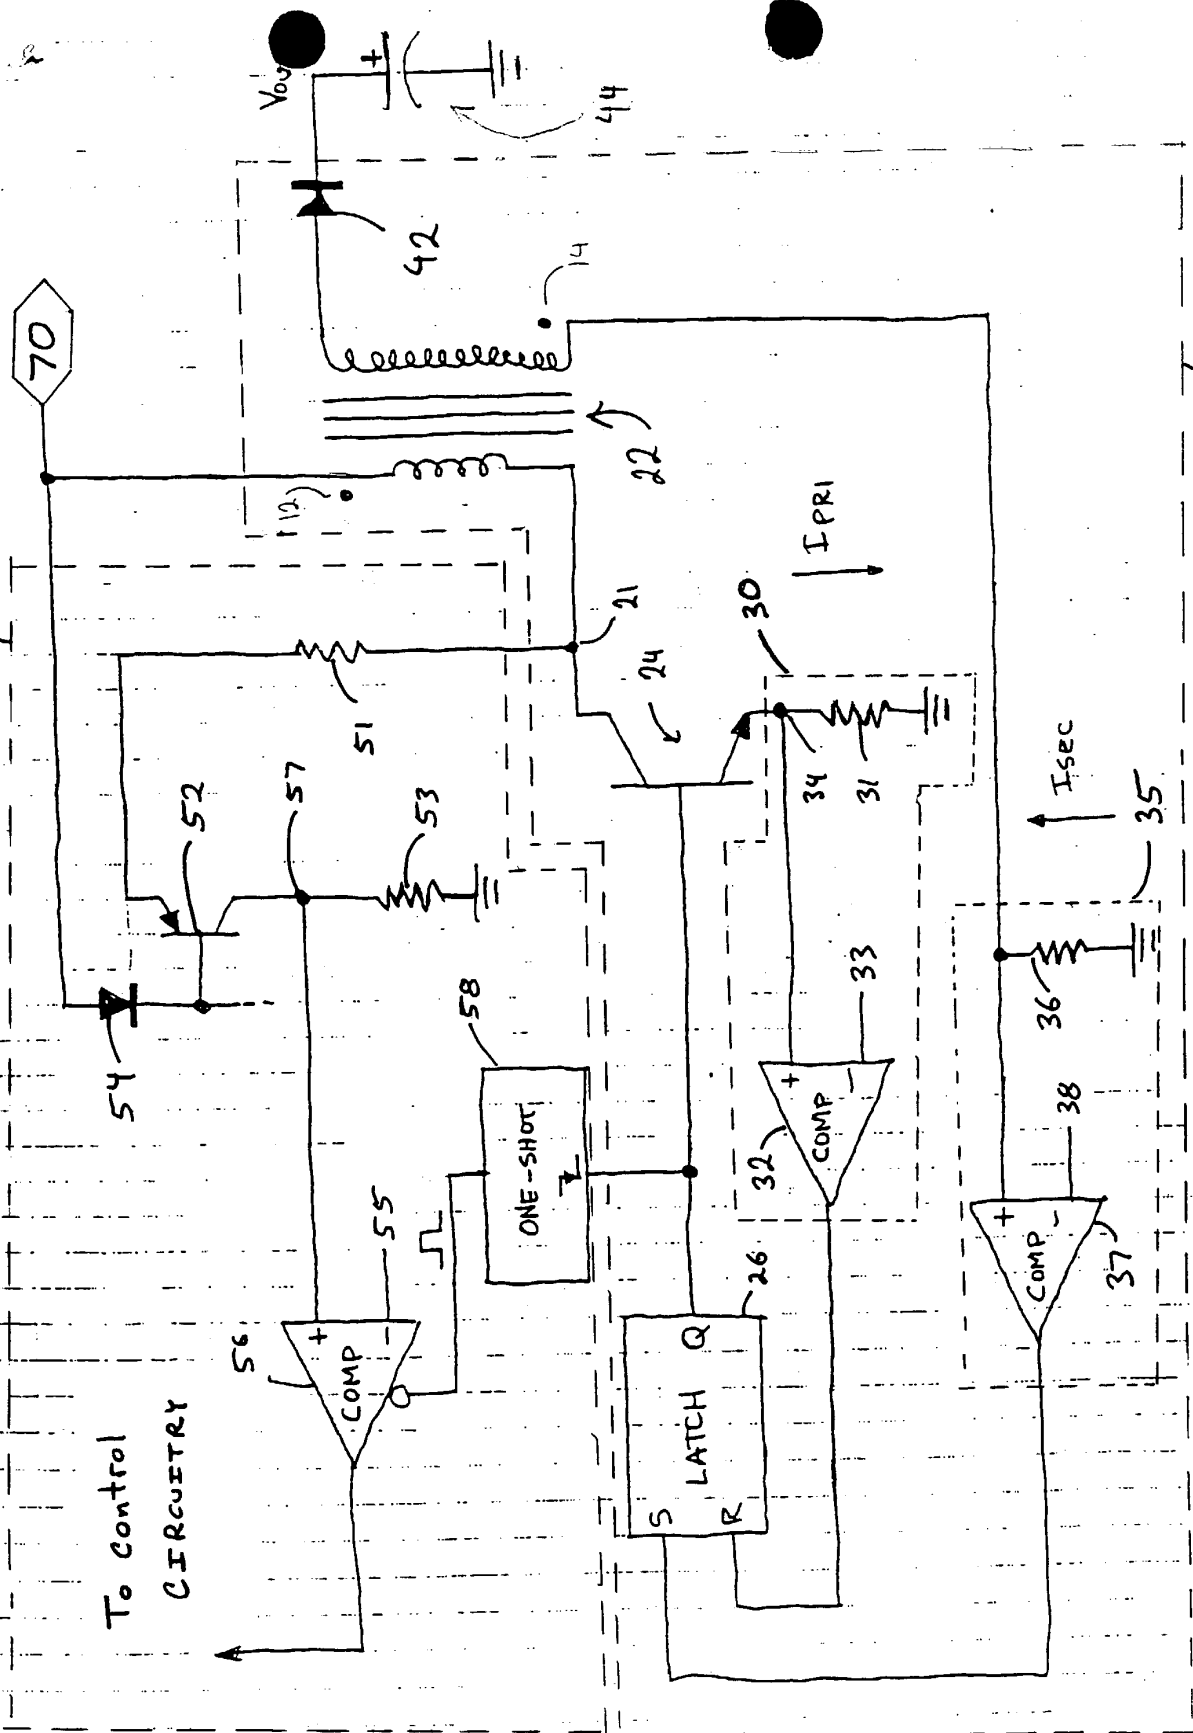 To Control
CIRCUITRY
70
54
52
51
57
53
56
+
-
COMP
55
58
ONE-SHOT
12
22
14
42
44
+
21
24
30
34
31
IPRI
26
LATCH
S
R
Q
32
+
-
COMP
33
ISEC
35
36
+
-
COMP
38
37